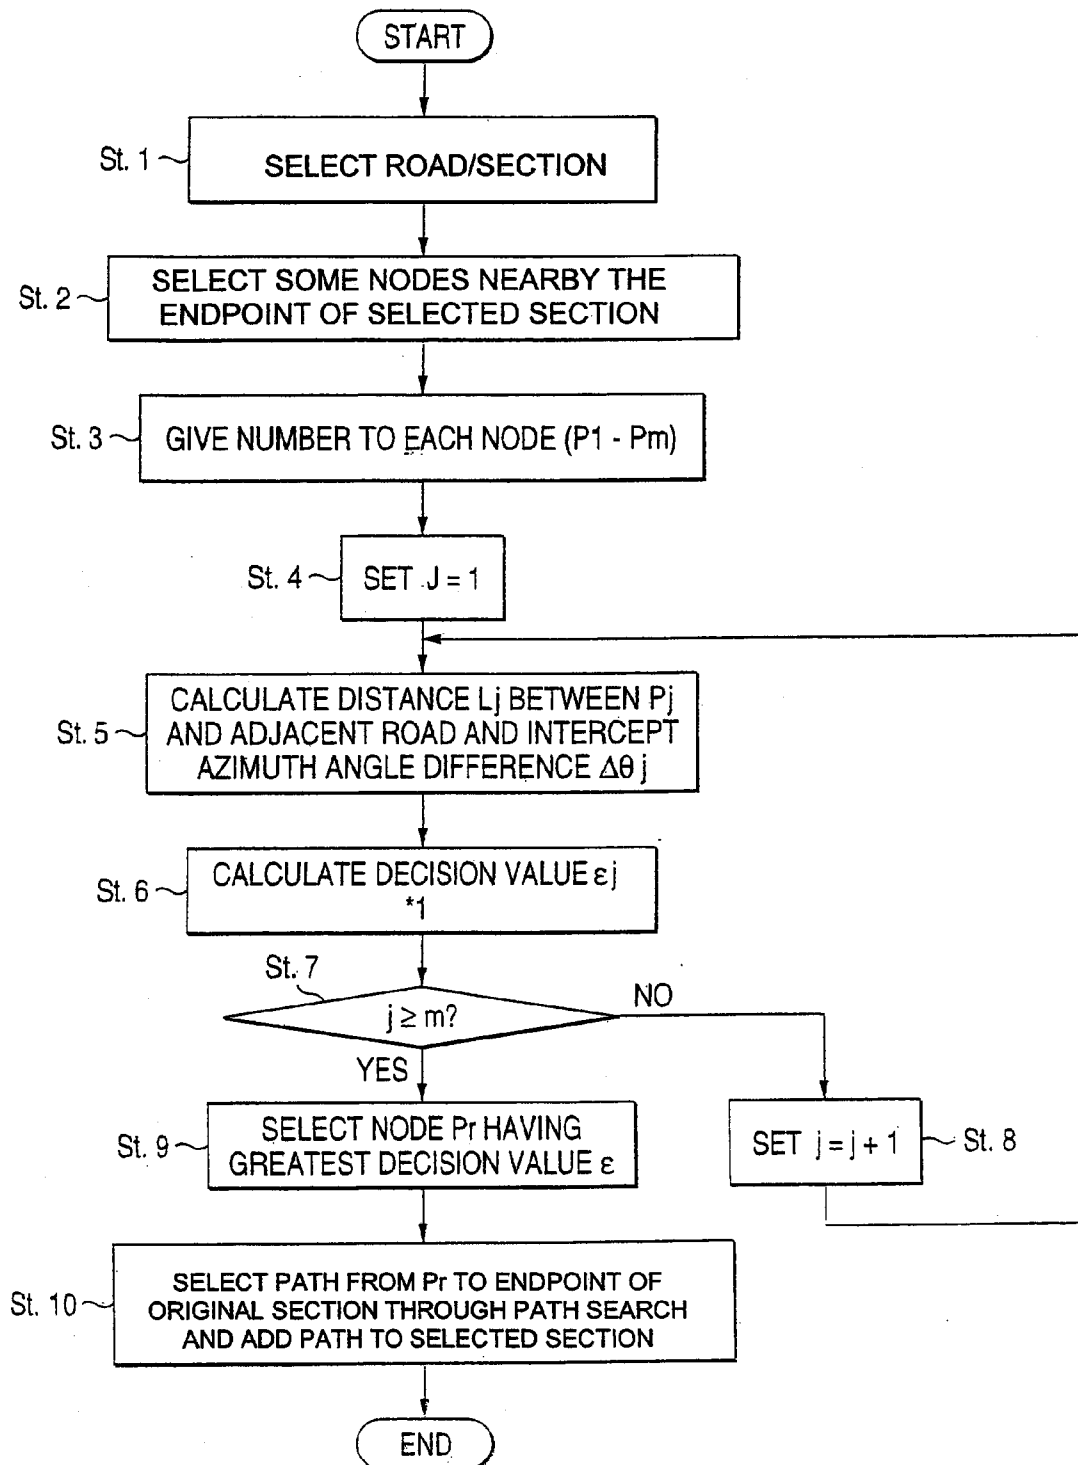 START
St. 1
SELECT ROAD/SECTION
St. 2
SELECT SOME NODES NEARBY THE
ENDPOINT OF SELECTED SECTION
St. 3
GIVE NUMBER TO EACH NODE (P1 - Pm)
St. 4
SET J = 1
St. 5
CALCULATE DISTANCE Lj BETWEEN Pj
AND ADJACENT ROAD AND INTERCEPT
AZIMUTH ANGLE DIFFERENCE Δθ j
St. 6
CALCULATE DECISION VALUE ε j
*1
St. 7
j ≥ m?
NO
YES
St. 8
SET j = j + 1
St. 9
SELECT NODE Pr HAVING
GREATEST DECISION VALUE ε
St. 10
SELECT PATH FROM Pr TO ENDPOINT OF
ORIGINAL SECTION THROUGH PATH SEARCH
AND ADD PATH TO SELECTED SECTION
END